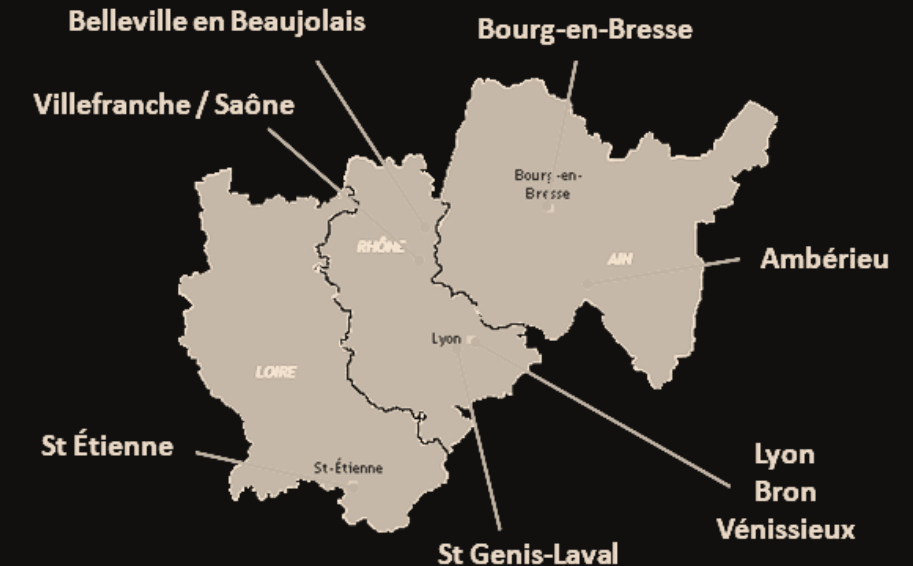 Belleville en Beaujolais
Bourg-en-Bresse
Villefranche / Saône
Bourg-en-
Bresse
RHÔNE
AIN
Ambérieu
Lyon
LOIRE
St Étienne
St-Étienne
Lyon
Bron
Vénissieux
St Genis-Laval